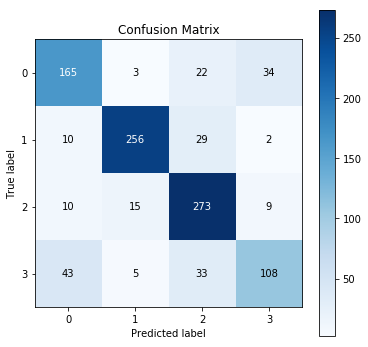 Confusion Matrix
0 165 3 22 34
1 10 256 29 2
2 10 15 273 9
3 43 5 33 108
0 1 2 3
True label
Predicted label
250
200
150
100
50